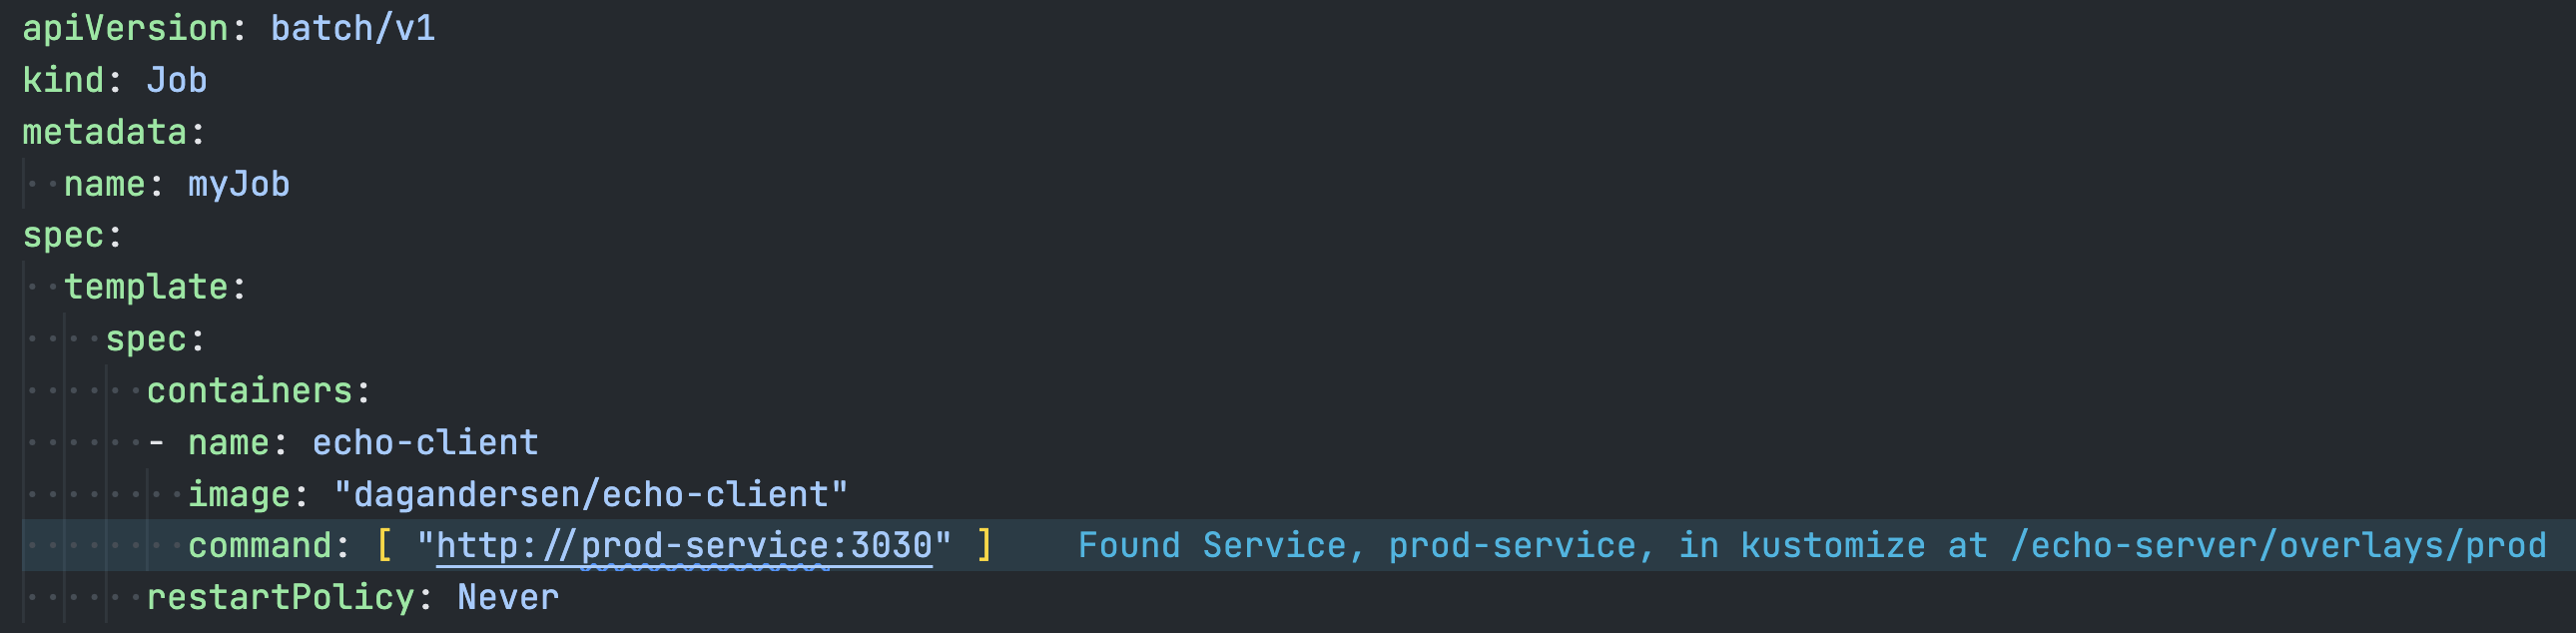 apiVersion: batch/v1
kind: Job
metadata:
  name: myJob
spec:
  template:
    spec:
      containers:
      - name: echo-client
        image: "dagandersen/echo-client"
        command: [ "http://prod-service:3030" ]    Found Service, prod-service, in kustomize at /echo-server/overlays/prod
      restartPolicy: Never